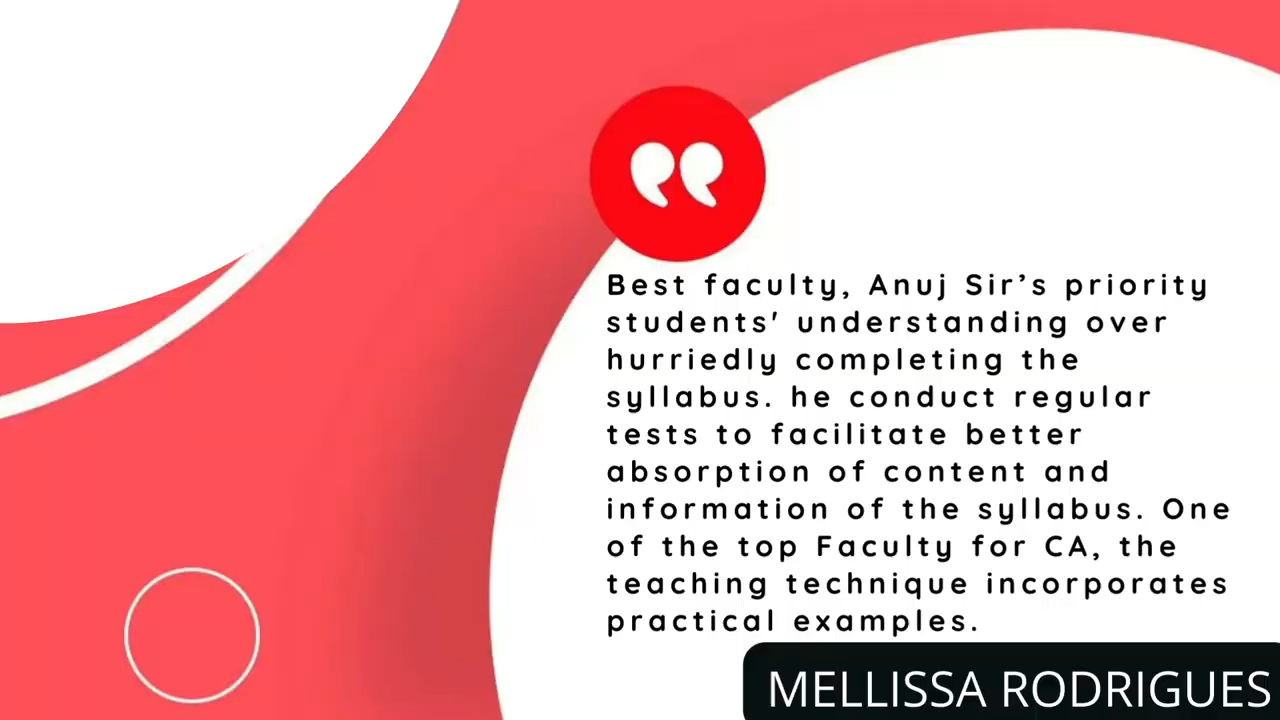 Best faculty, Anuj Sir’s priority
students' understanding over
hurriedly completing the
syllabus. he conduct regular
tests to facilitate better
absorption of content and
information of the syllabus. One
of the top Faculty for CA, the
teaching technique incorporates
practical examples.
MELLISSA RODRIGUES